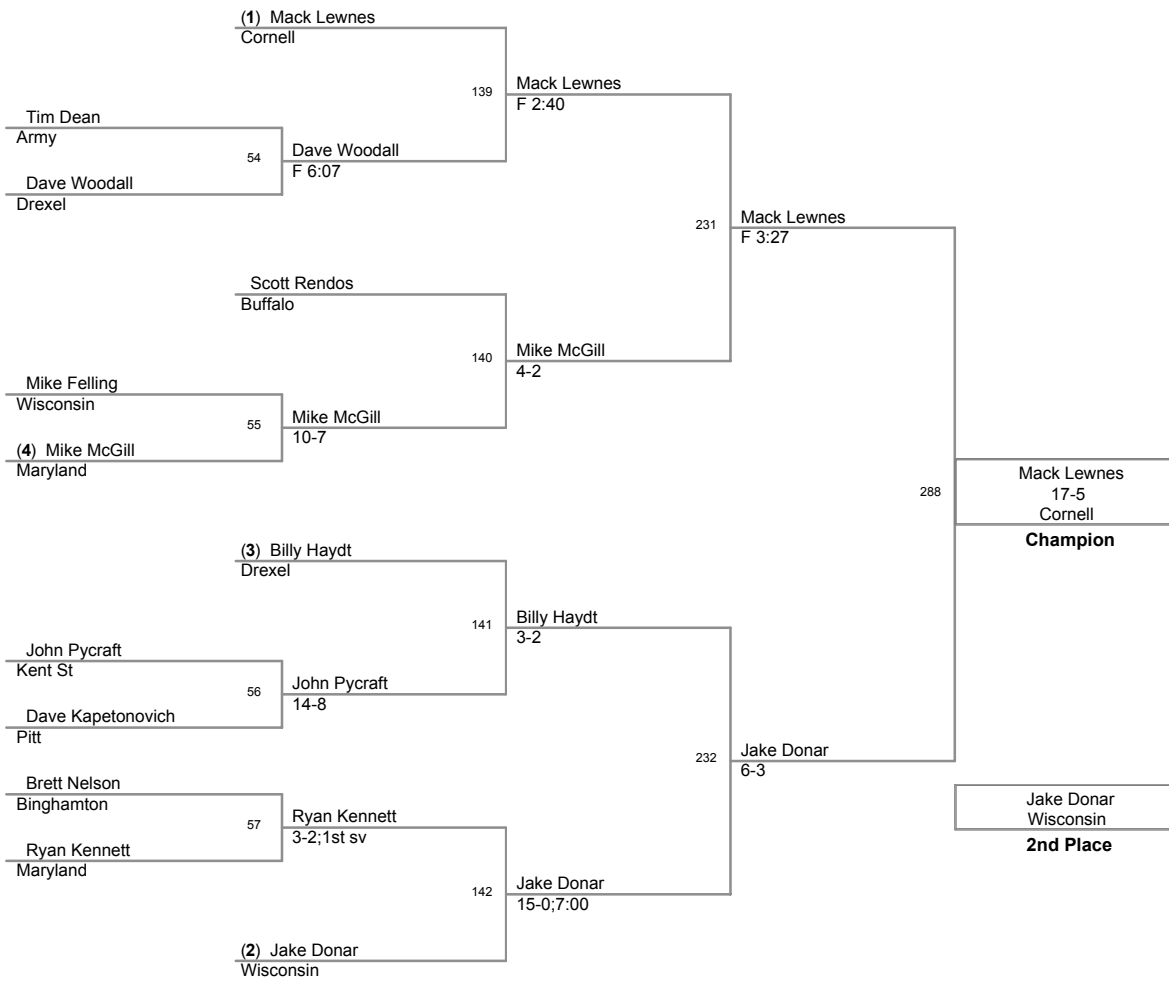 (1) Mack Lewnes
Cornell
139
Mack Lewnes
F 2:40
Tim Dean
Army
54
Dave Woodall
F 6:07
Dave Woodall
Drexel
231
Mack Lewnes
F 3:27
Scott Rendos
Buffalo
140
Mike McGill
4-2
Mike Felling
Wisconsin
55
Mike McGill
10-7
(4) Mike McGill
Maryland
288
Mack Lewnes
17-5
Cornell
Champion
(3) Billy Haydt
Drexel
141
Billy Haydt
3-2
John Pycraft
Kent St
56
John Pycraft
14-8
Dave Kapetonovich
Pitt
232
Jake Donar
6-3
Brett Nelson
Binghamton
57
Ryan Kennett
3-2;1st sv
Ryan Kennett
Maryland
Jake Donar
Wisconsin
2nd Place
142
Jake Donar
15-0;7:00
(2) Jake Donar
Wisconsin